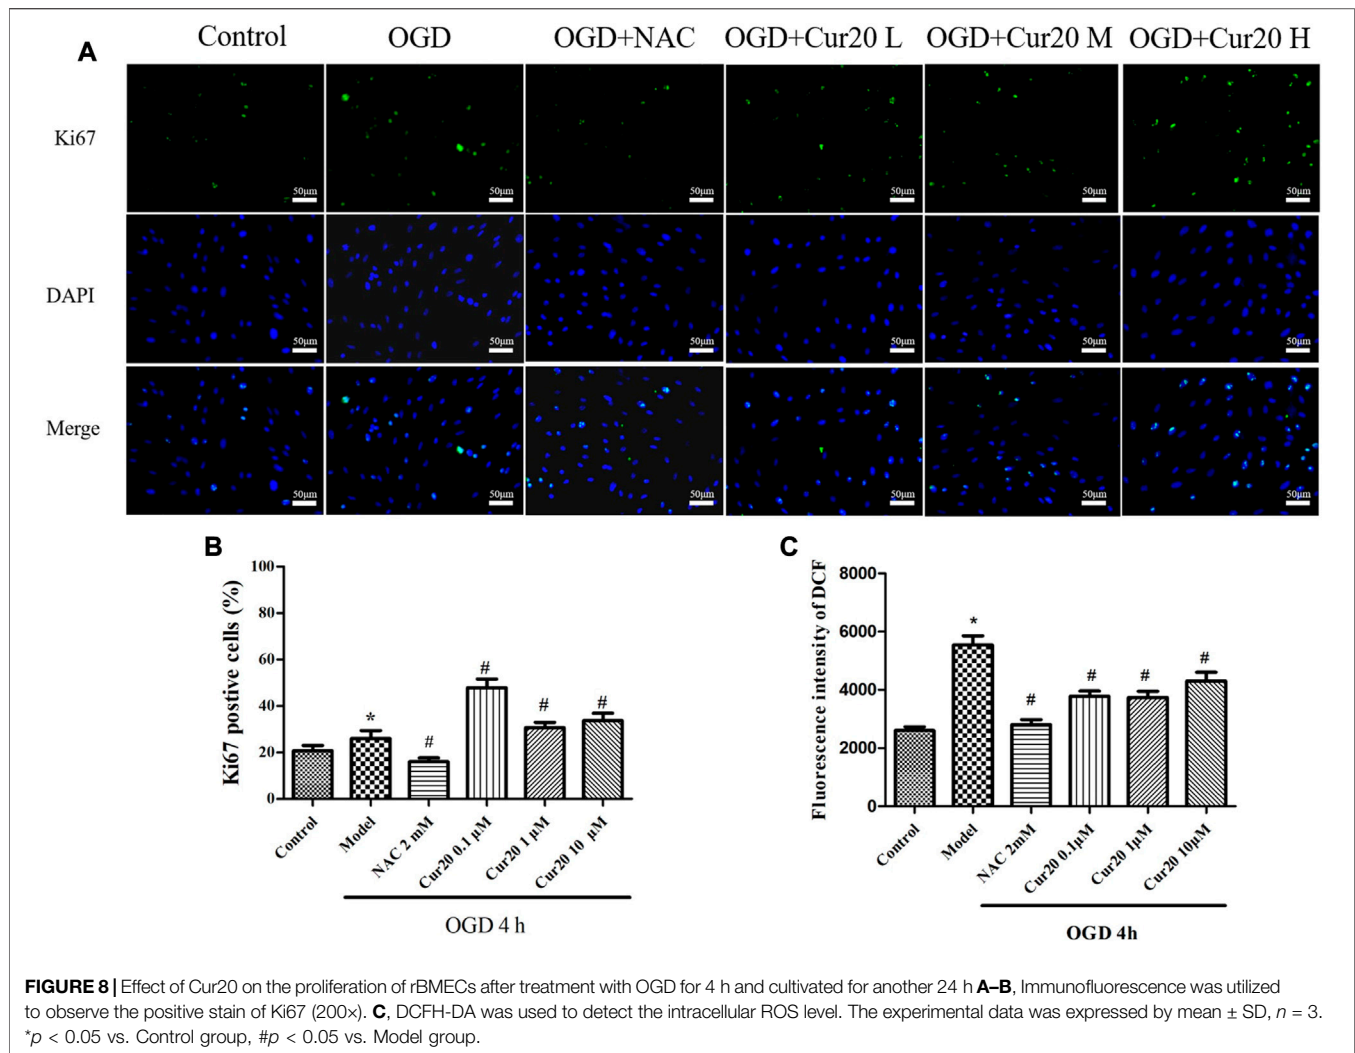 A
Control OGD OGD+NAC OGD+Cur20 L OGD+Cur20 M OGD+Cur20 H
Ki67
50μm 50μm 50μm 50μm 50μm 50μm
DAPI
50μm 50μm 50μm 50μm 50μm 50μm
Merge
50μm 50μm 50μm 50μm 50μm 50μm
B
Ki67 postive cells (%)
100
80
60
40
20
0
*
#
#
#
#
Control
Model
NAC 2 mM
Cur20 0.1 μM
Cur20 1 μM
Cur20 10 μM
OGD 4 h
C
Fluorescence intensity of DCF
8000
6000
4000
2000
0
*
#
#
#
#
Control
Model
NAC 2mM
Cur20 0.1μM
Cur20 1μM
Cur20 10μM
OGD 4h
FIGURE 8 | Effect of Cur20 on the proliferation of rBMECs after treatment with OGD for 4 h and cultivated for another 24 h A–B, Immunofluorescence was utilized
to observe the positive stain of Ki67 (200×). C, DCFH-DA was used to detect the intracellular ROS level. The experimental data was expressed by mean ± SD, n = 3.
*p < 0.05 vs. Control group, #p < 0.05 vs. Model group.